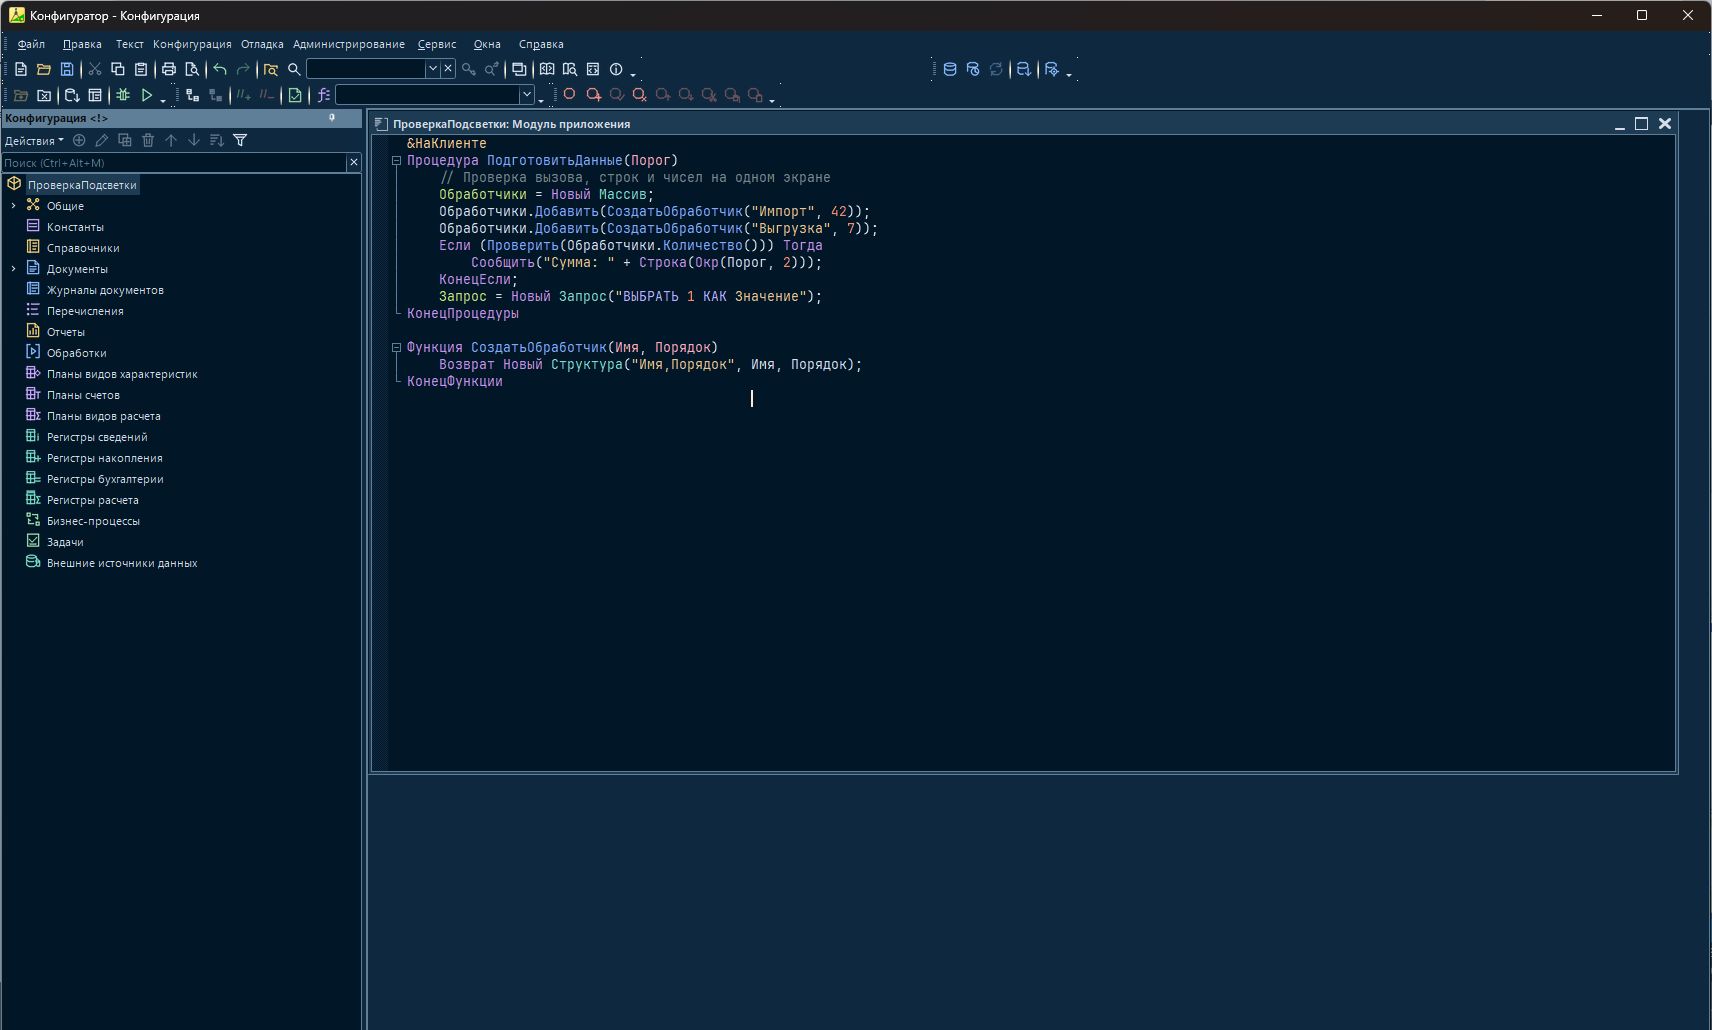 Конфигуратор - Конфигурация
Файл Правка Текст Конфигурация Отладка Администрирование Сервис Окна Справка
Конфигурация <!>
Действия
Поиск (Ctrl+Alt+M)
ПроверкаПодсветки
Общие
Константы
Справочники
Документы
Журналы документов
Перечисления
Отчеты
Обработки
Планы видов характеристик
Планы счетов
Планы видов расчета
Регистры сведений
Регистры накопления
Регистры бухгалтерии
Регистры расчета
Бизнес-процессы
Задачи
Внешние источники данных
ПроверкаПодсветки: Модуль приложения
&НаКлиенте
Процедура ПодготовитьДанные(Порог)
// Проверка вызова, строк и чисел на одном экране
Обработчики = Новый Массив;
Обработчики.Добавить(СоздатьОбработчик("Импорт", 42));
Обработчики.Добавить(СоздатьОбработчик("Выгрузка", 7));
Если (Проверить(Обработчики.Количество())) Тогда
Сообщить("Сумма: " + Строка(Окр(Порог, 2)));
КонецЕсли;
Запрос = Новый Запрос("ВЫБРАТЬ 1 КАК Значение");
КонецПроцедуры
Функция СоздатьОбработчик(Имя, Порядок)
Возврат Новый Структура("Имя,Порядок", Имя, Порядок);
КонецФункции